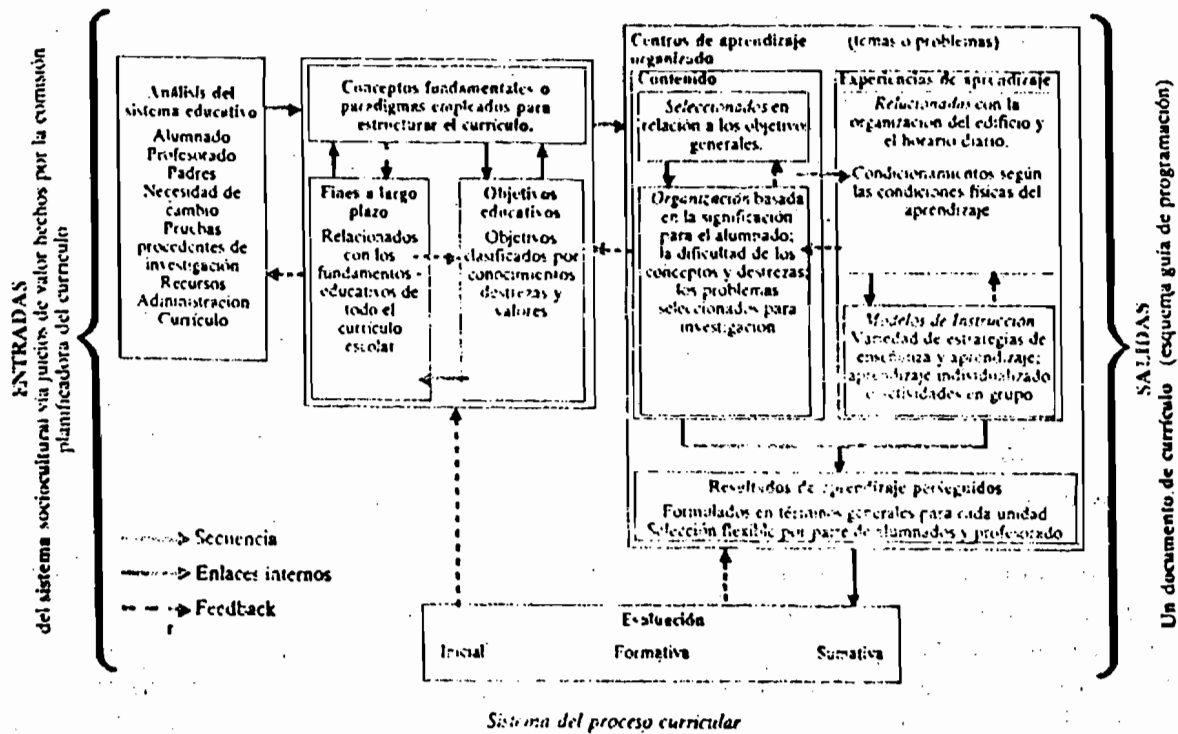 ENTRADAS
del sistema sociocultural vía juicios de valor hechos por la comisión
planificadora del currículo
Análisis del
sistema educativo
Alumnado
Profesorado
Padres
Necesidad de
cambio
Pruebas
procedentes de
investigación
Recursos
Administracion
Currículo
Conceptos fundamentales o
paradigmas empleados para
estructurar el currículo.
Fines a largo
plazo
Relacionados
con los
fundamentos
educativos de
todo el
currículo
escolar
Objetivos
educativos
Objetivos
clasificados por
conocimientos
destrezas y
valores
Centros de aprendizaje (temas o problemas)
organizado
Contenido
Seleccionados en
relación a los objetivos
generales.
Organización basada
en la significación
para el alumnado;
la dificultad de los
conceptos y destrezas;
los problemas
seleccionados para
investigacion
Experiencias de aprendizaje
Relacionadas con la
organización del edificio y
el horario diario.
Condicionamientos según
las condiciones físicas del
aprendizaje
Modelos de Instrucción
Variedad de estrategias de
enseñanza y aprendizaje;
aprendizaje individualizado
o actividades en grupo
Resultados de aprendizaje perseguidos
Formulados en términos generales para cada unidad
Selección flexible por parte de alumnados y profesorado
Secuencia
Enlaces internos
Feedback
Evaluación
Inicial Formativa Sumativa
SALIDAS
Un documento de currículo (esquema guía de programación)
Sistema del proceso curricular